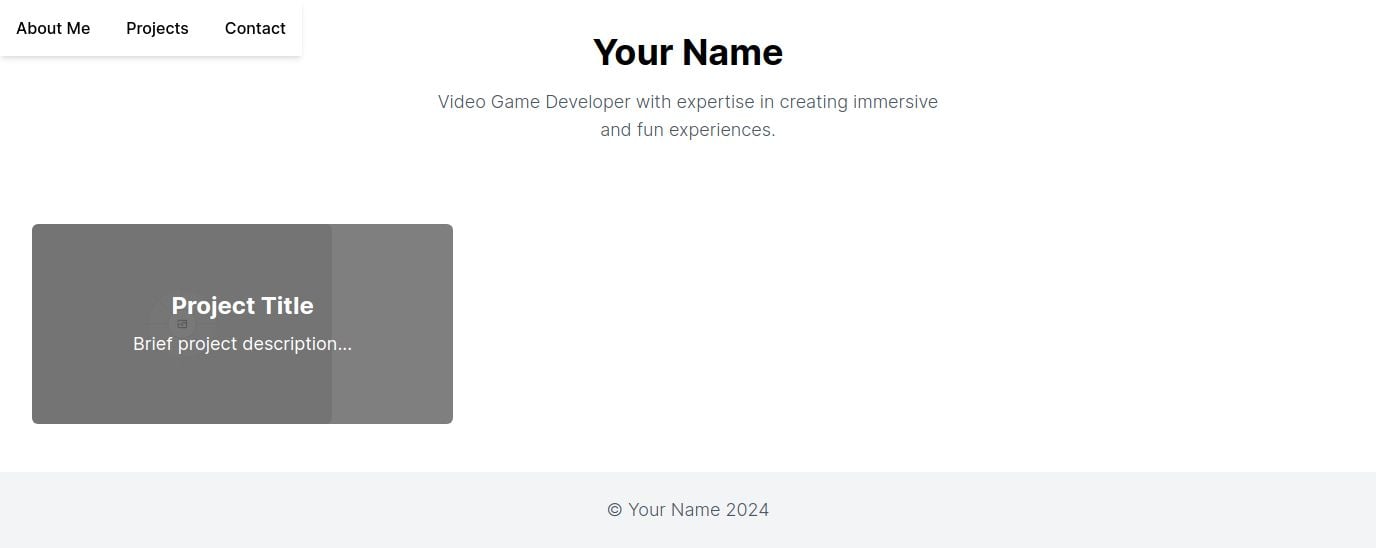 About Me Projects Contact
Your Name
Video Game Developer with expertise in creating immersive
and fun experiences.
Project Title
Brief project description...
© Your Name 2024